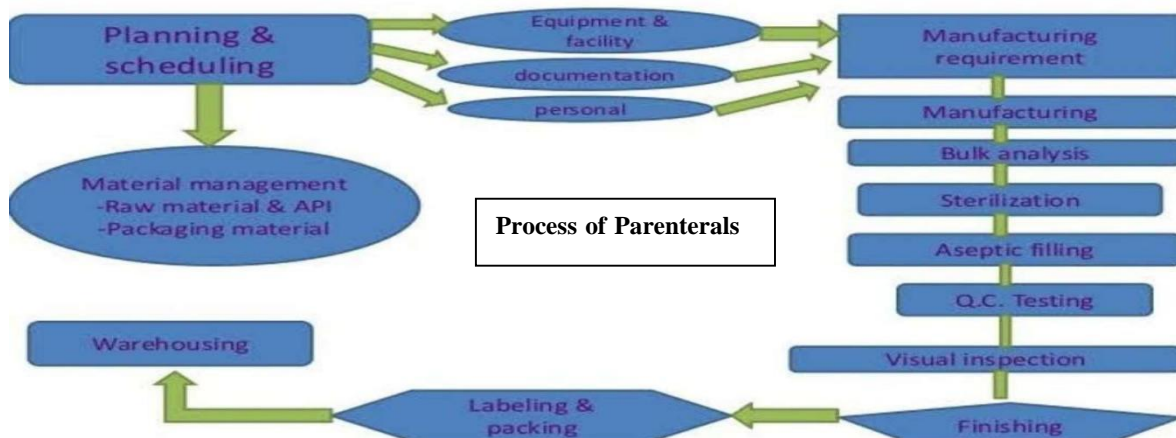 Planning &
scheduling
Equipment &
facility
documentation
personal
Manufacturing
requirement
Manufacturing
Bulk analysis
Sterilization
Aseptic filling
Q.C. Testing
Visual inspection
Finishing
Labeling &
packing
Warehousing
Material management
-Raw material & API
-Packaging material
Process of Parenterals